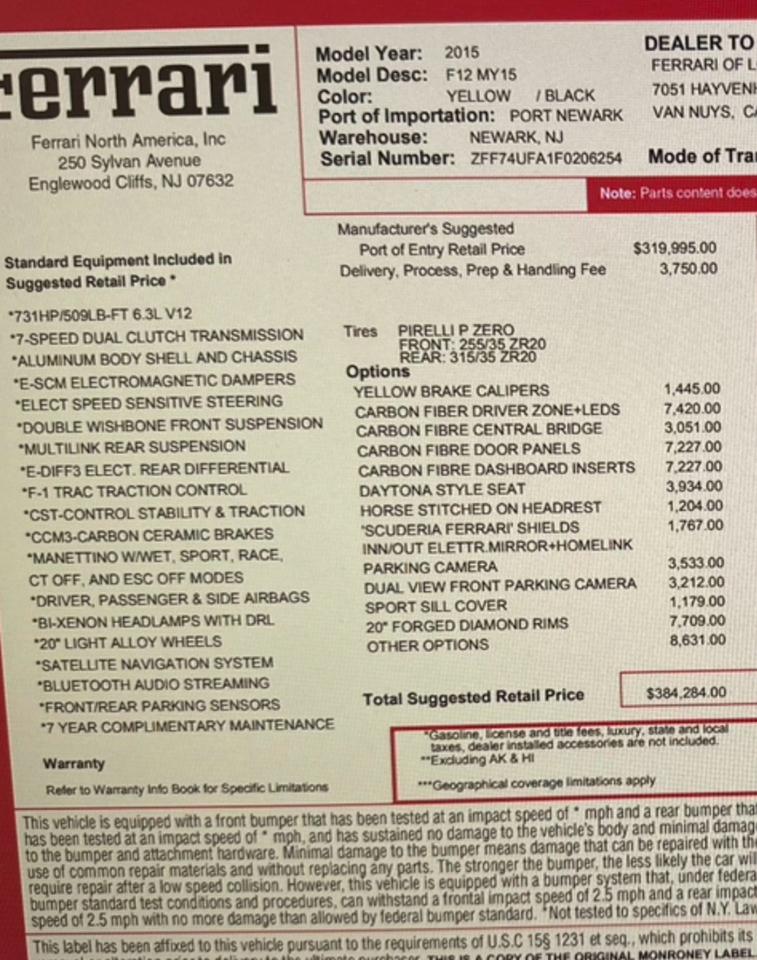 Ferrari
Ferrari North America, Inc
250 Sylvan Avenue
Englewood Cliffs, NJ 07632
Model Year: 2015
Model Desc: F12 MY15
Color: YELLOW / BLACK
Port of Importation: PORT NEWARK
Warehouse: NEWARK, NJ
Serial Number: ZFF74UFA1F0206254
DEALER TO
FERRARI OF
7051
VAN NUYS,
Mode of
Note: Parts content does
Standard Equipment Included in
Suggested Retail Price *
*731HP/509LB-FT 6.3L V12
*7-SPEED DUAL CLUTCH TRANSMISSION
*ALUMINUM BODY SHELL AND CHASSIS
*E-SCM ELECTROMAGNETIC DAMPERS
*ELECT SPEED SENSITIVE STEERING
*DOUBLE WISHBONE FRONT SUSPENSION
*MULTILINK REAR SUSPENSION
*E-DIFF3 ELECT. REAR DIFFERENTIAL
*F-1 TRAC TRACTION CONTROL
*CST-CONTROL STABILITY & TRACTION
*CCM3-CARBON CERAMIC BRAKES
*MANETTINO W/WET, SPORT, RACE,
CT OFF, AND ESC OFF MODES
*DRIVER, PASSENGER & SIDE AIRBAGS
*BI-XENON HEADLAMPS WITH DRL
*20" LIGHT ALLOY WHEELS
*SATELLITE NAVIGATION SYSTEM
*BLUETOOTH AUDIO STREAMING
*FRONT/REAR PARKING SENSORS
*7 YEAR COMPLIMENTARY MAINTENANCE
Warranty
Refer to Warranty Info Book for Specific Limitations
Manufacturer's Suggested
Port of Entry Retail Price $319,995.00
Delivery, Process, Prep & Handling Fee 3,750.00
Tires PIRELLI P ZERO
FRONT: 255/35 ZR20
REAR: 315/35 ZR20
Options
YELLOW BRAKE CALIPERS 1,445.00
CARBON FIBER DRIVER ZONE+LEDS 7,420.00
CARBON FIBRE CENTRAL BRIDGE 3,051.00
CARBON FIBRE DOOR PANELS 7,227.00
CARBON FIBRE DASHBOARD INSERTS 7,227.00
DAYTONA STYLE SEAT 3,934.00
HORSE STITCHED ON HEADREST 1,204.00
'SCUDERIA FERRARI' SHIELDS 1,767.00
INN/OUT ELETTR.MIRROR+HOMELINK
PARKING CAMERA 3,533.00
DUAL VIEW FRONT PARKING CAMERA 3,212.00
SPORT SILL COVER 1,179.00
20" FORGED DIAMOND RIMS 7,709.00
OTHER OPTIONS 8,631.00
Total Suggested Retail Price $384,284.00
*Gasoline, license and title fees, luxury, state and local
taxes, dealer installed accessories are not included.
**Excluding AK & HI
***Geographical coverage limitations apply
This vehicle is equipped with a front bumper that has been tested at an impact speed of * mph and a rear bumper that
has been tested at an impact speed of * mph, and has sustained no damage to the vehicle's body and minimal damag
to the bumper and attachment hardware. Minimal damage to the bumper means damage that can be repaired with the
use of common repair materials and without replacing any parts. The stronger the bumper, the less likely the car will
require repair after a low speed collision. However, this vehicle is equipped with a bumper system that, under federa
bumper standard test conditions and procedures, can withstand a frontal impact speed of 2.5 mph and a rear impact
speed of 2.5 mph with no more damage than allowed by federal bumper standard. *Not tested to specifics of N.Y. Law
This label has been affixed to this vehicle pursuant to the requirements of U.S.C 15§ 1231 et seq., which prohibits its
THIS IS A COPY OF THE ORIGINAL MONRONEY LABEL